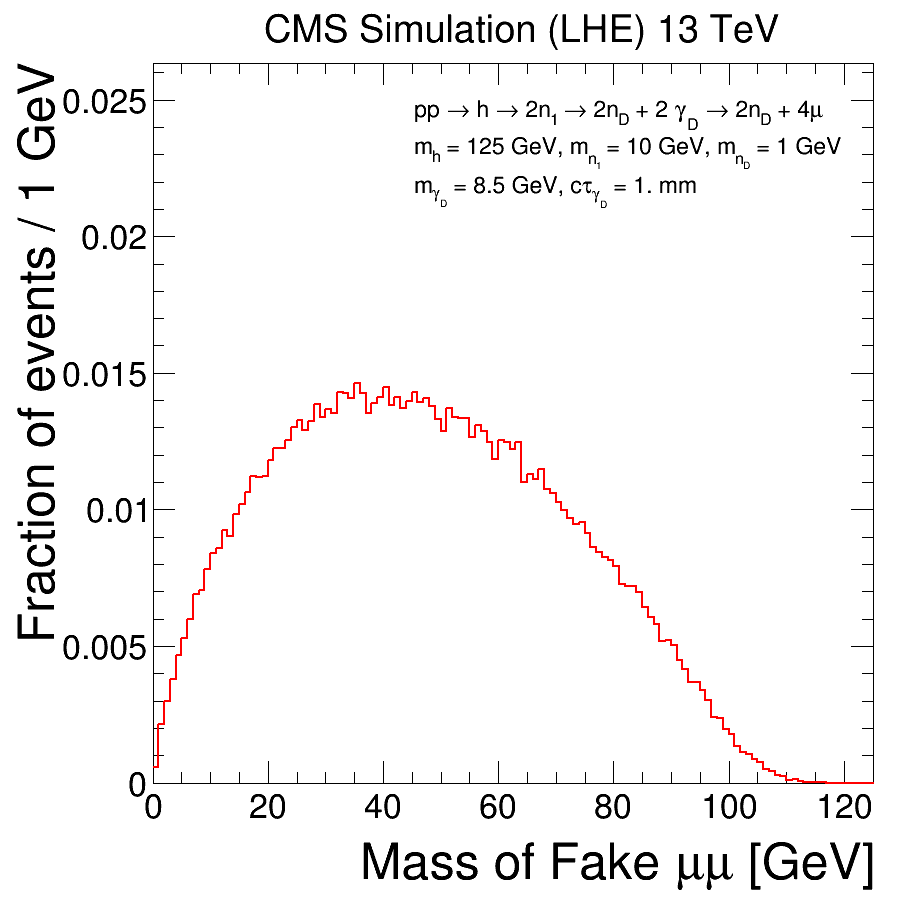 CMS Simulation (LHE) 13 TeV
Fraction of events / 1 GeV
0.025
0.02
0.015
0.01
0.005
0
pp → h → 2n₁ → 2n_D + 2 γ_D → 2n_D + 4μ
m_h = 125 GeV, m_n₁ = 10 GeV, m_n_D = 1 GeV
m_γ_D = 8.5 GeV, cτ_γ_D = 1. mm
0 20 40 60 80 100 120
Mass of Fake μμ [GeV]